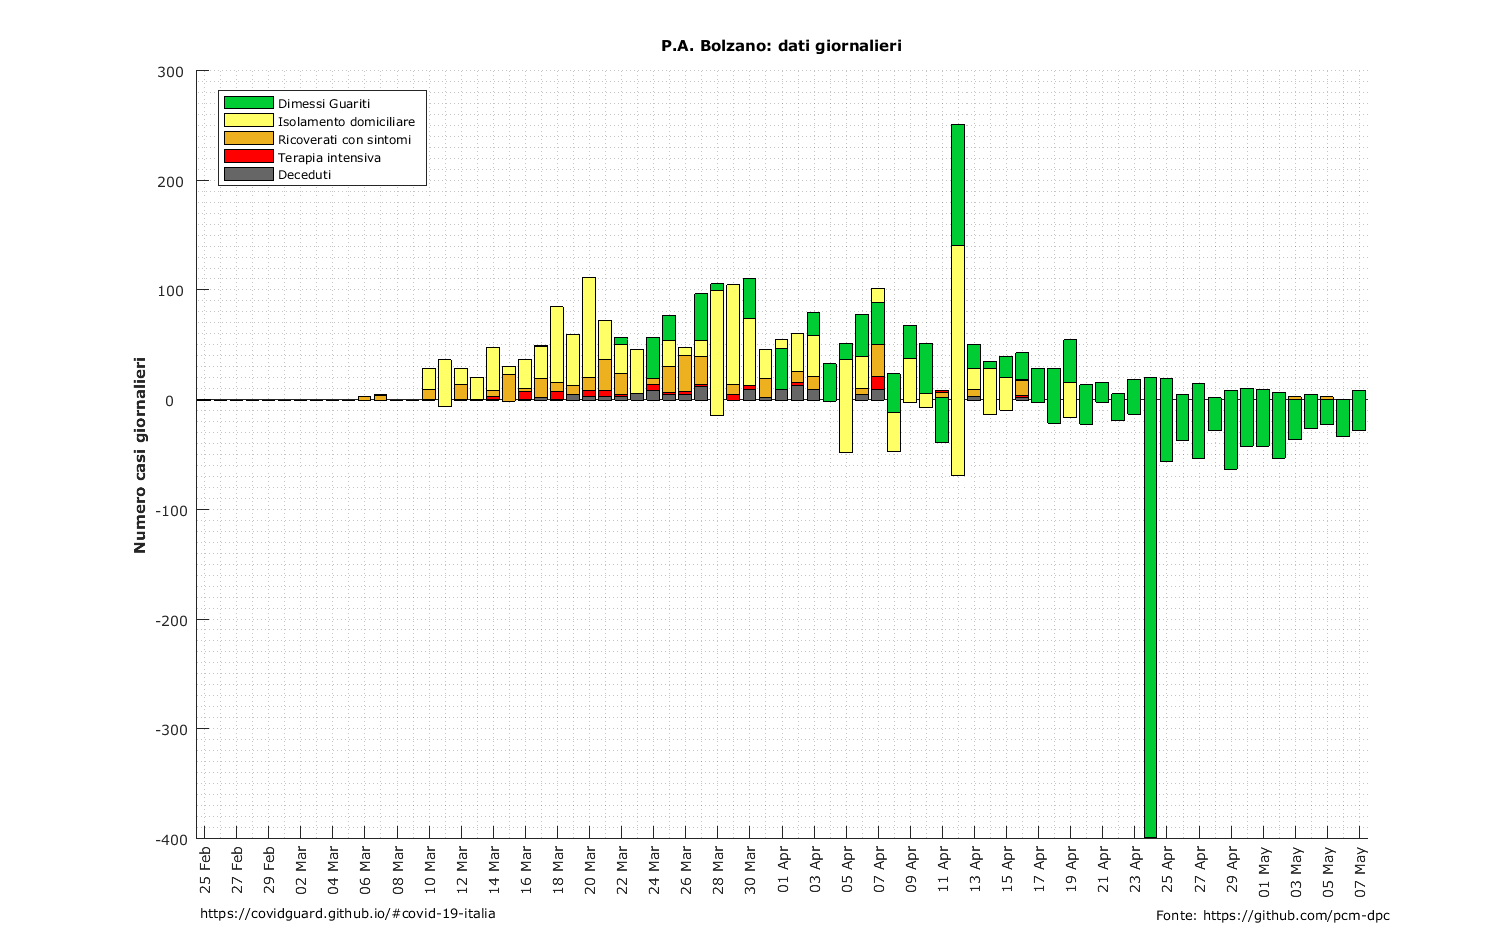 P.A. Bolzano: dati giornalieri
300
200
100
0
-100
-200
-300
-400
Numero casi giornalieri
Dimessi Guariti
Isolamento domiciliare
Ricoverati con sintomi
Terapia intensiva
Deceduti
25 Feb
27 Feb
29 Feb
02 Mar
04 Mar
06 Mar
08 Mar
10 Mar
12 Mar
14 Mar
16 Mar
18 Mar
20 Mar
22 Mar
24 Mar
26 Mar
28 Mar
30 Mar
01 Apr
03 Apr
05 Apr
07 Apr
09 Apr
11 Apr
13 Apr
15 Apr
17 Apr
19 Apr
21 Apr
23 Apr
25 Apr
27 Apr
29 Apr
01 May
03 May
05 May
07 May
https://covidguard.github.io/#covid-19-italia
Fonte: https://github.com/pcm-dpc